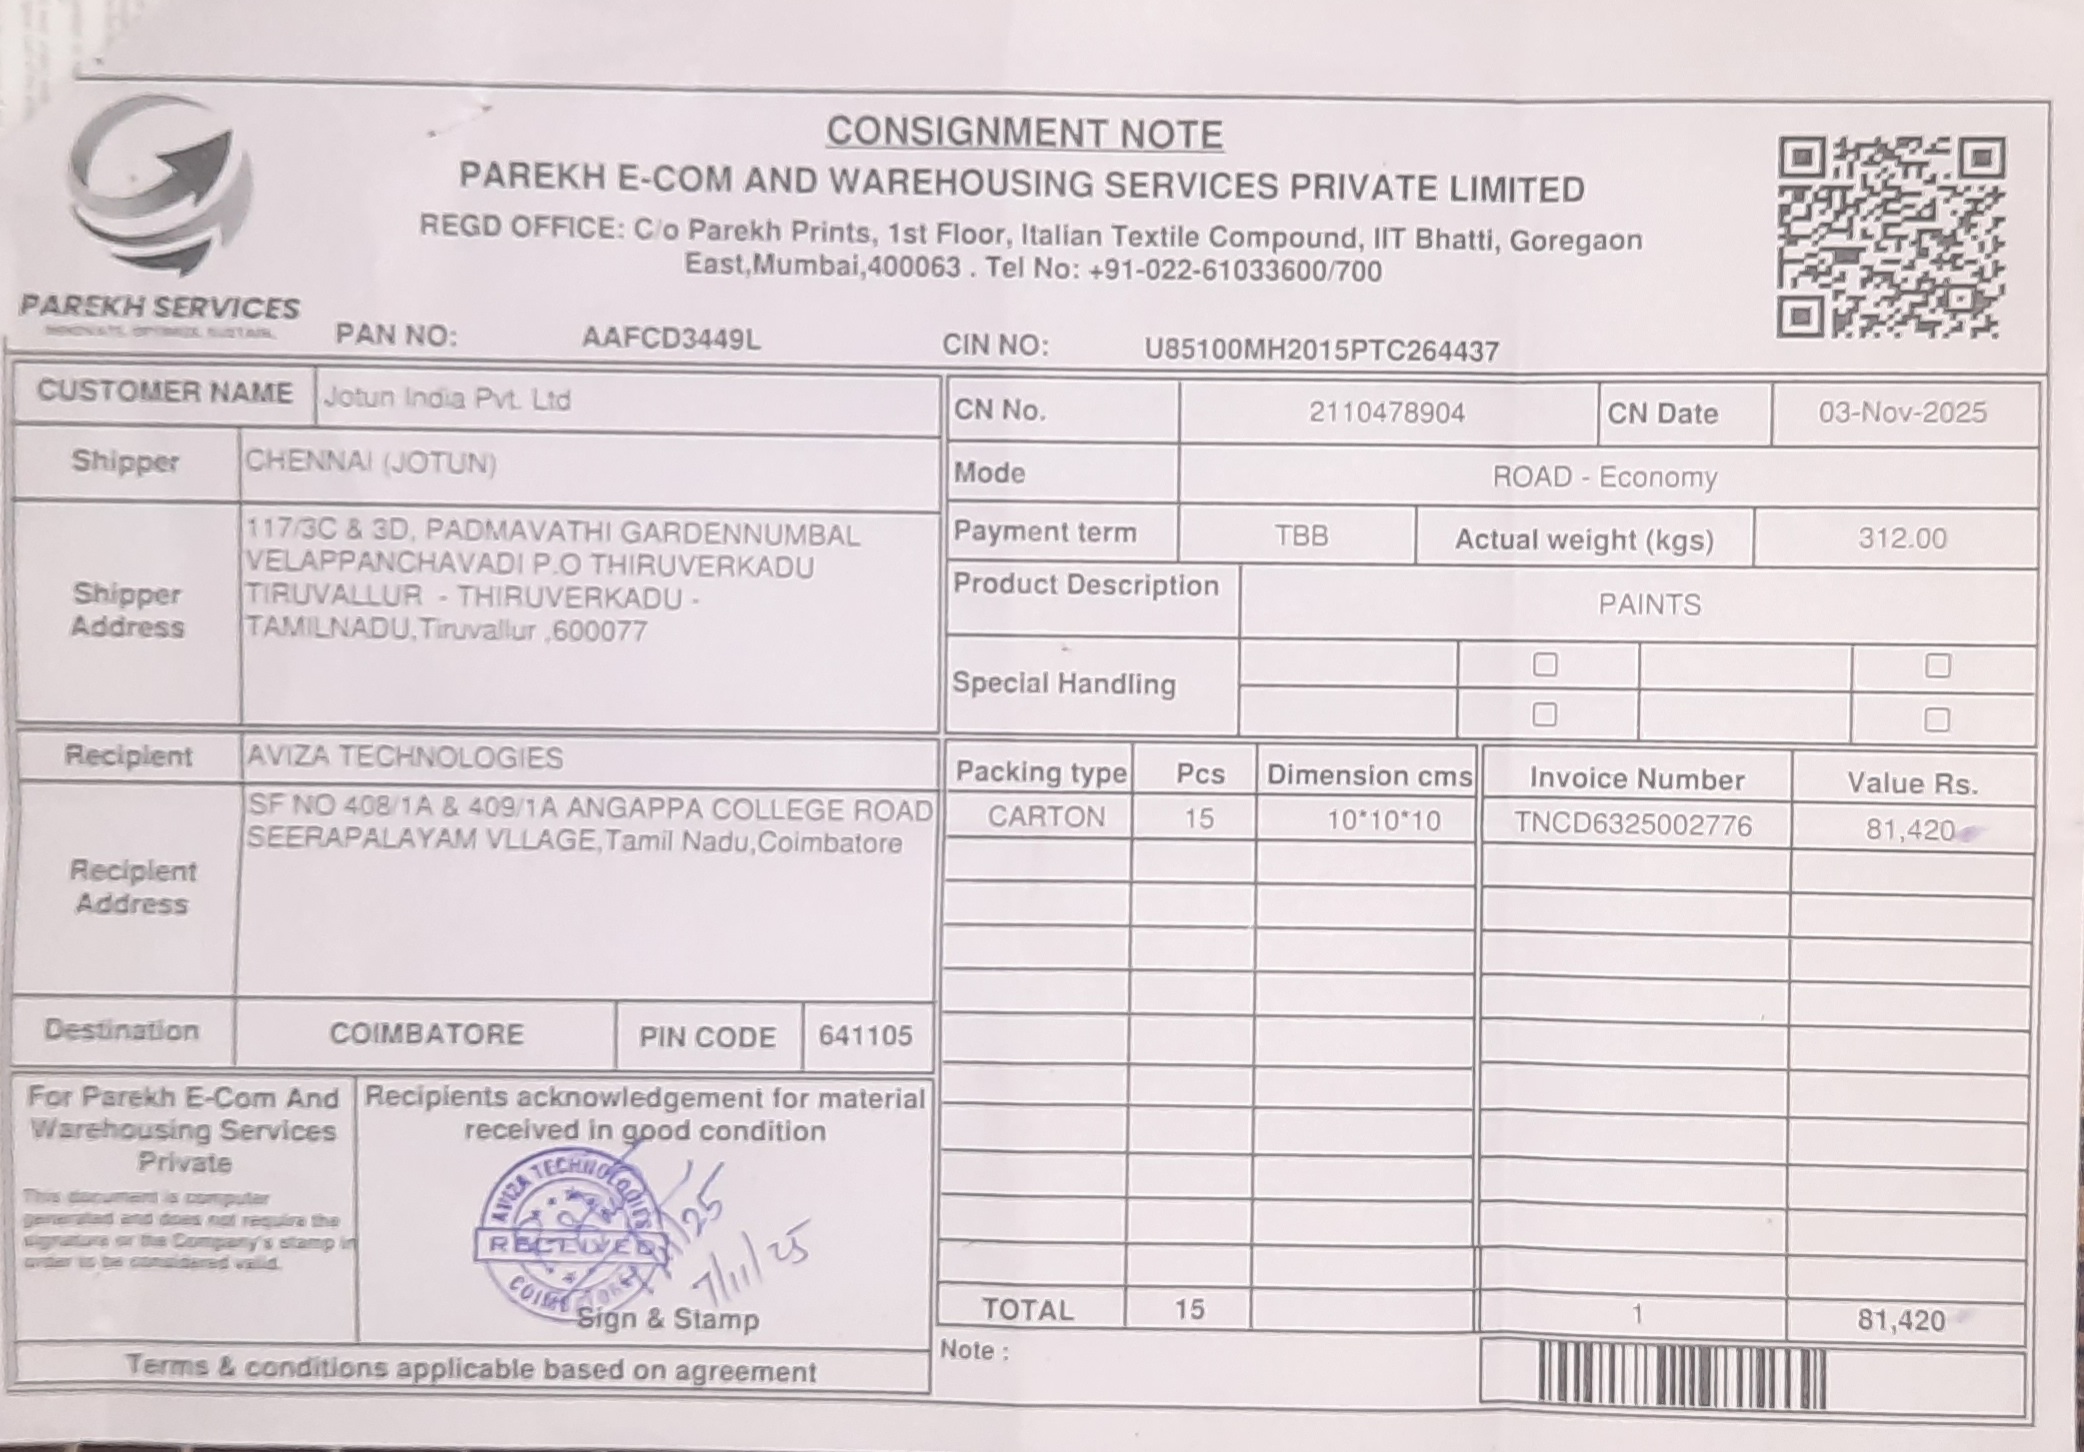 CONSIGNMENT NOTE
PAREKH E-COM AND WAREHOUSING SERVICES PRIVATE LIMITED
REGD OFFICE: C/o Parekh Prints, 1st Floor, Italian Textile Compound, IIT Bhatti, Goregaon
East,Mumbai,400063 . Tel No: +91-022-61033600/700
PAREKH SERVICES
INNOVATE. OPTIMIZE. SUSTAIN.
PAN NO: AAFCD3449L CIN NO: U85100MH2015PTC264437
CUSTOMER NAME Jotun India Pvt. Ltd
Shipper CHENNAI (JOTUN)
Shipper Address
117/3C & 3D, PADMAVATHI GARDENNUMBAL
VELAPPANCHAVADI P.O THIRUVERKADU
TIRUVALLUR - THIRUVERKADU -
TAMILNADU,Tiruvallur ,600077
Recipient AVIZA TECHNOLOGIES
Recipient Address
SF NO 408/1A & 409/1A ANGAPPA COLLEGE ROAD
SEERAPALAYAM VLLAGE,Tamil Nadu,Coimbatore
Destination COIMBATORE PIN CODE 641105
For Parekh E-Com And
Warehousing Services
Private
This document is computer
generated and does not require the
signature or the Company's stamp in
order to be considered valid.
Recipients acknowledgement for material
received in good condition
AVIZA TECHNOLOGIES
RECEIVED
7/11/25
Sign & Stamp
Terms & conditions applicable based on agreement
CN No. 2110478904 CN Date 03-Nov-2025
Mode ROAD - Economy
Payment term TBB Actual weight (kgs) 312.00
Product Description PAINTS
Special Handling
Packing type Pcs Dimension cms Invoice Number Value Rs.
CARTON 15 10*10*10 TNCD6325002776 81,420
TOTAL 15 1 81,420
Note :